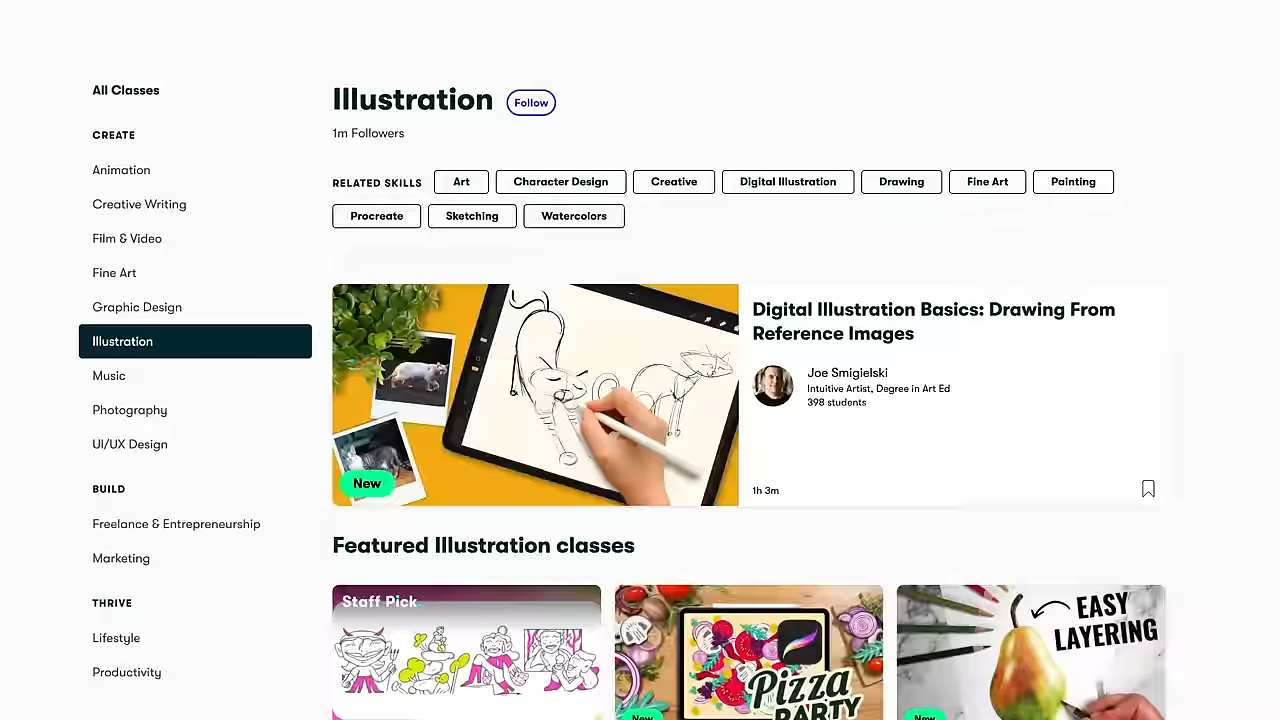 All Classes
CREATE
Animation
Creative Writing
Film & Video
Fine Art
Graphic Design
Illustration
Music
Photography
UI/UX Design
BUILD
Freelance & Entrepreneurship
Marketing
THRIVE
Lifestyle
Productivity
Illustration Follow
1m Followers
RELATED SKILLS Art Character Design Creative Digital Illustration Drawing Fine Art Painting
Procreate Sketching Watercolors
New
Digital Illustration Basics: Drawing From
Reference Images
Joe Smigielski
Intuitive Artist, Degree in Art Ed
398 students
1h 3m
Featured Illustration classes
Staff Pick.
Pizza
PARTY
New
EASY
LAYERING
New